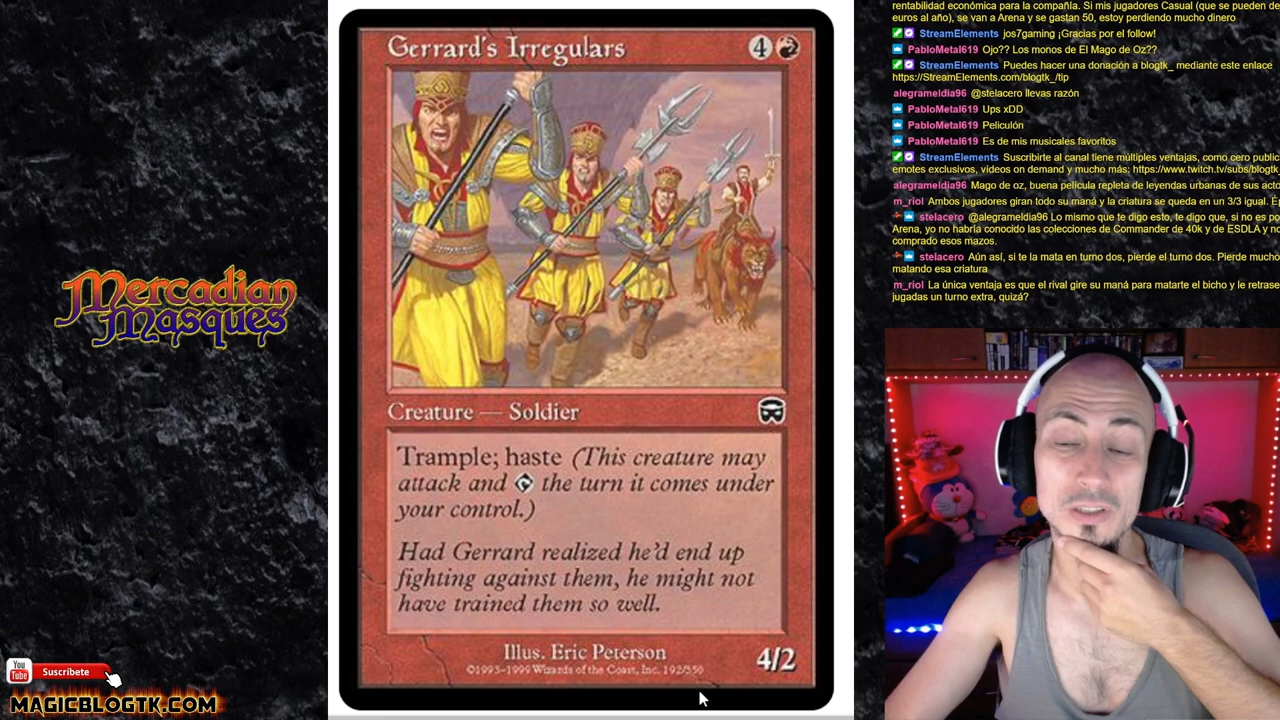 Mercadian
Masques
You
Tube
Suscríbete
MAGICBLOGTK.COM
Gerrard's Irregulars
4
Creature — Soldier
Trample; haste (This creature may
attack and the turn it comes under
your control.)
Had Gerrard realized he'd end up
fighting against them, he might not
have trained them so well.
Illus. Eric Peterson
©1993-1999 Wizards of the Coast, Inc. 192/350
4/2
rentabilidad económica para la compañía. Si mis jugadores Casual (que se pueden de
euros al año), se van a Arena y se gastan 50, estoy perdiendo mucho dinero
StreamElements jos7gaming ¡Gracias por el follow!
PabloMetal619 Ojo?? Los monos de El Mago de Oz??
StreamElements Puedes hacer una donación a blogtk_ mediante este enlace
https://StreamElements.com/blogtk_/tip
alegrameldia96 @stelacero llevas razón
PabloMetal619 Ups xDD
PabloMetal619 Peliculón
PabloMetal619 Es de mis musicales favoritos
StreamElements Suscribirte al canal tiene múltiples ventajas, como cero public
emotes exclusivos, vídeos on demand y mucho más: https://www.twitch.tv/subs/blogtk_
alegrameldia96 Mago de oz, buena película repleta de leyendas urbanas de sus acto
m_riol Ambos jugadores giran todo su maná y la criatura se queda en un 3/3 igual. Ép
stelacero @alegrameldia96 Lo mismo que te digo esto, te digo que, si no es po
Arena, yo no habría conocido las colecciones de Commander de 40k y de ESDLA y no
comprado esos mazos.
stelacero Aún así, si te la mata en turno dos, pierde el turno dos. Pierde mucho
matando esa criatura
m_riol La única ventaja es que el rival gire su maná para matarte el bicho y le retrase
jugadas un turno extra, quizá?